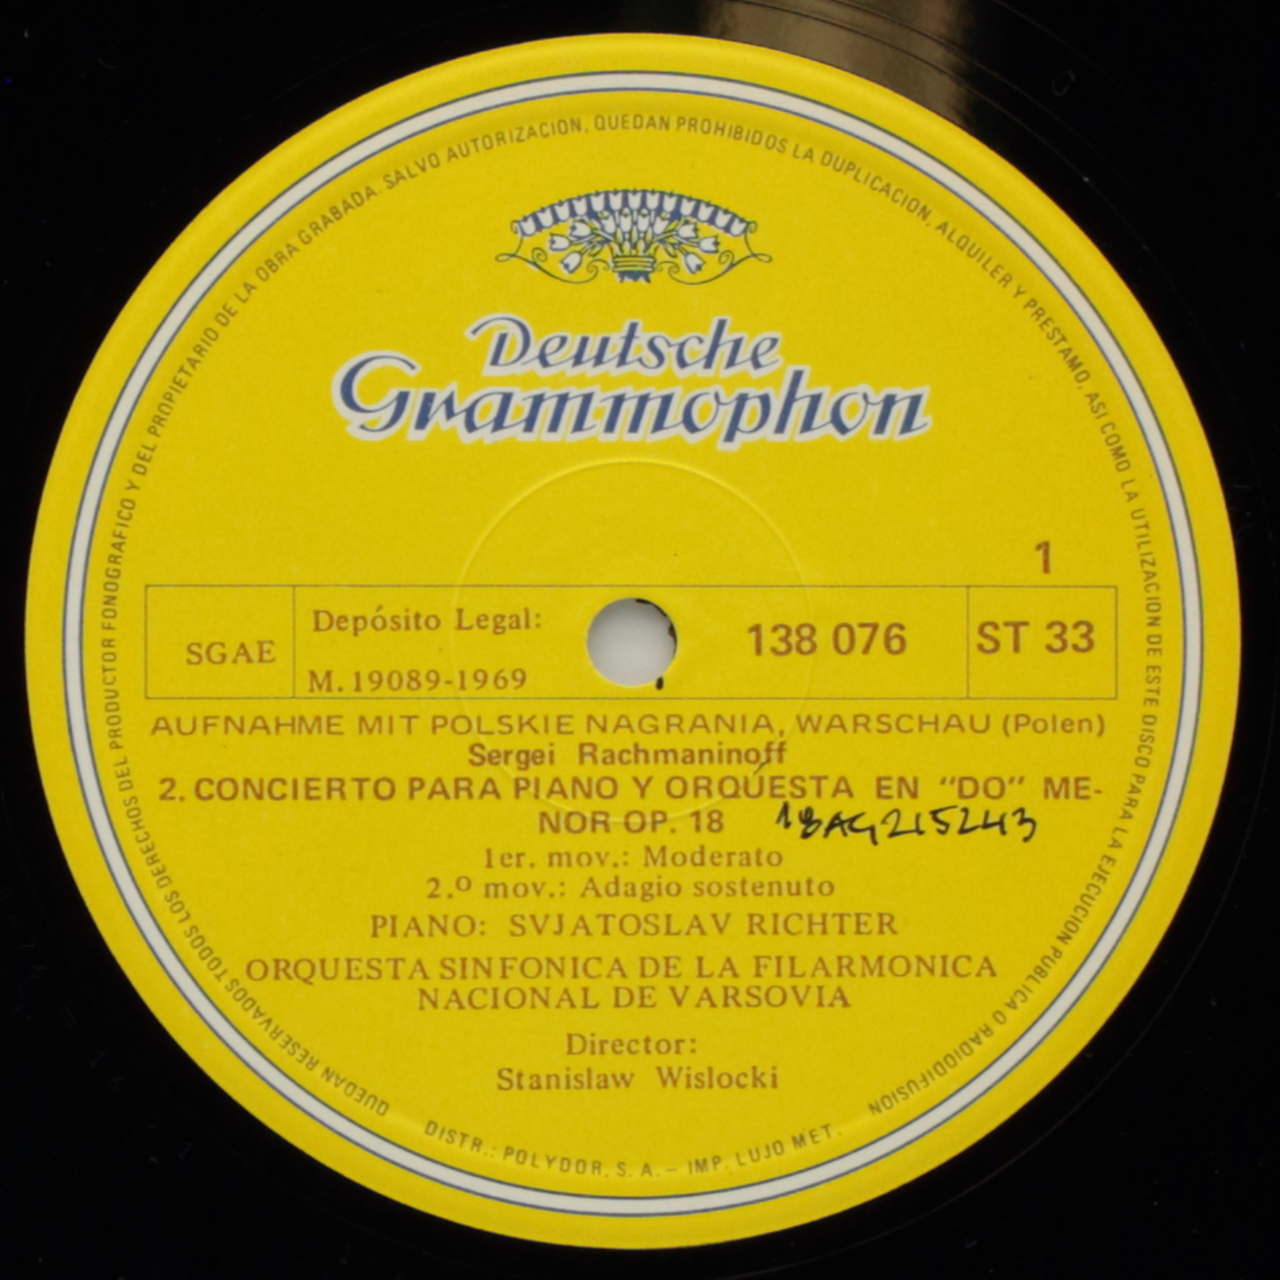 QUEDAN RESERVADOS TODOS LOS DERECHOS DEL PRODUCTOR FONOGRAFICO Y DEL PROPIETARIO DE LA OBRA GRABADA. SALVO AUTORIZACION, QUEDAN PROHIBIDOS LA DUPLICACION, ALQUILER Y PRESTAMO, ASI COMO LA UTILIZACION DE ESTE DISCO PARA LA EJECUCION PUBLICA O RADIODIFUSION
Deutsche
Grammophon
1
SGAE
Depósito Legal:
M. 19089-1969
138 076
ST 33
AUFNAHME MIT POLSKIE NAGRANIA, WARSCHAU (Polen)
Sergei Rachmaninoff
2. CONCIERTO PARA PIANO Y ORQUESTA EN "DO" ME-
NOR OP. 18
18AG215243
1er. mov.: Moderato
2.º mov.: Adagio sostenuto
PIANO: SVJATOSLAV RICHTER
ORQUESTA SINFONICA DE LA FILARMONICA
NACIONAL DE VARSOVIA
Director:
Stanislaw Wislocki
DISTR.: POLYDOR, S. A. - IMP. LUJO MET.